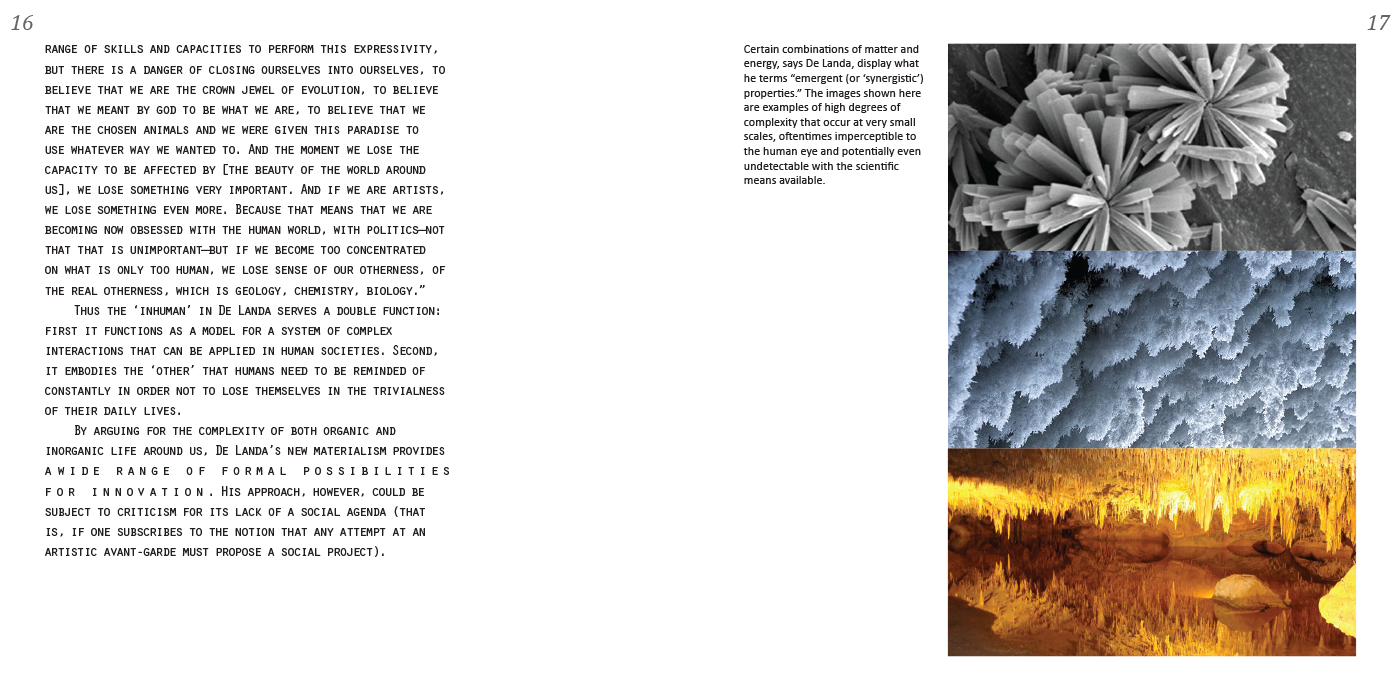 16
RANGE OF SKILLS AND CAPACITIES TO PERFORM THIS EXPRESSIVITY,
BUT THERE IS A DANGER OF CLOSING OURSELVES INTO OURSELVES, TO
BELIEVE THAT WE ARE THE CROWN JEWEL OF EVOLUTION, TO BELIEVE
THAT WE MEANT BY GOD TO BE WHAT WE ARE, TO BELIEVE THAT WE
ARE THE CHOSEN ANIMALS AND WE WERE GIVEN THIS PARADISE TO
USE WHATEVER WAY WE WANTED TO. AND THE MOMENT WE LOSE THE
CAPACITY TO BE AFFECTED BY [THE BEAUTY OF THE WORLD AROUND
US], WE LOSE SOMETHING VERY IMPORTANT. AND IF WE ARE ARTISTS,
WE LOSE SOMETHING EVEN MORE. BECAUSE THAT MEANS THAT WE ARE
BECOMING NOW OBSESSED WITH THE HUMAN WORLD, WITH POLITICS—NOT
THAT THAT IS UNIMPORTANT—BUT IF WE BECOME TOO CONCENTRATED
ON WHAT IS ONLY TOO HUMAN, WE LOSE SENSE OF OUR OTHERNESS, OF
THE REAL OTHERNESS, WHICH IS GEOLOGY, CHEMISTRY, BIOLOGY.”
THUS THE ‘INHUMAN’ IN DE LANDA SERVES A DOUBLE FUNCTION:
FIRST IT FUNCTIONS AS A MODEL FOR A SYSTEM OF COMPLEX
INTERACTIONS THAT CAN BE APPLIED IN HUMAN SOCIETIES. SECOND,
IT EMBODIES THE ‘OTHER’ THAT HUMANS NEED TO BE REMINDED OF
CONSTANTLY IN ORDER NOT TO LOSE THEMSELVES IN THE TRIVIALNESS
OF THEIR DAILY LIVES.
BY ARGUING FOR THE COMPLEXITY OF BOTH ORGANIC AND
INORGANIC LIFE AROUND US, DE LANDA’S NEW MATERIALISM PROVIDES
A WIDE RANGE OF FORMAL POSSIBILITIES
FOR INNOVATION. HIS APPROACH, HOWEVER, COULD BE
SUBJECT TO CRITICISM FOR ITS LACK OF A SOCIAL AGENDA (THAT
IS, IF ONE SUBSCRIBES TO THE NOTION THAT ANY ATTEMPT AT AN
ARTISTIC AVANT-GARDE MUST PROPOSE A SOCIAL PROJECT).
Certain combinations of matter and
energy, says De Landa, display what
he terms “emergent (or ‘synergistic’)
properties.” The images shown here
are examples of high degrees of
complexity that occur at very small
scales, oftentimes imperceptible to
the human eye and potentially even
undetectable with the scientific
means available.
17